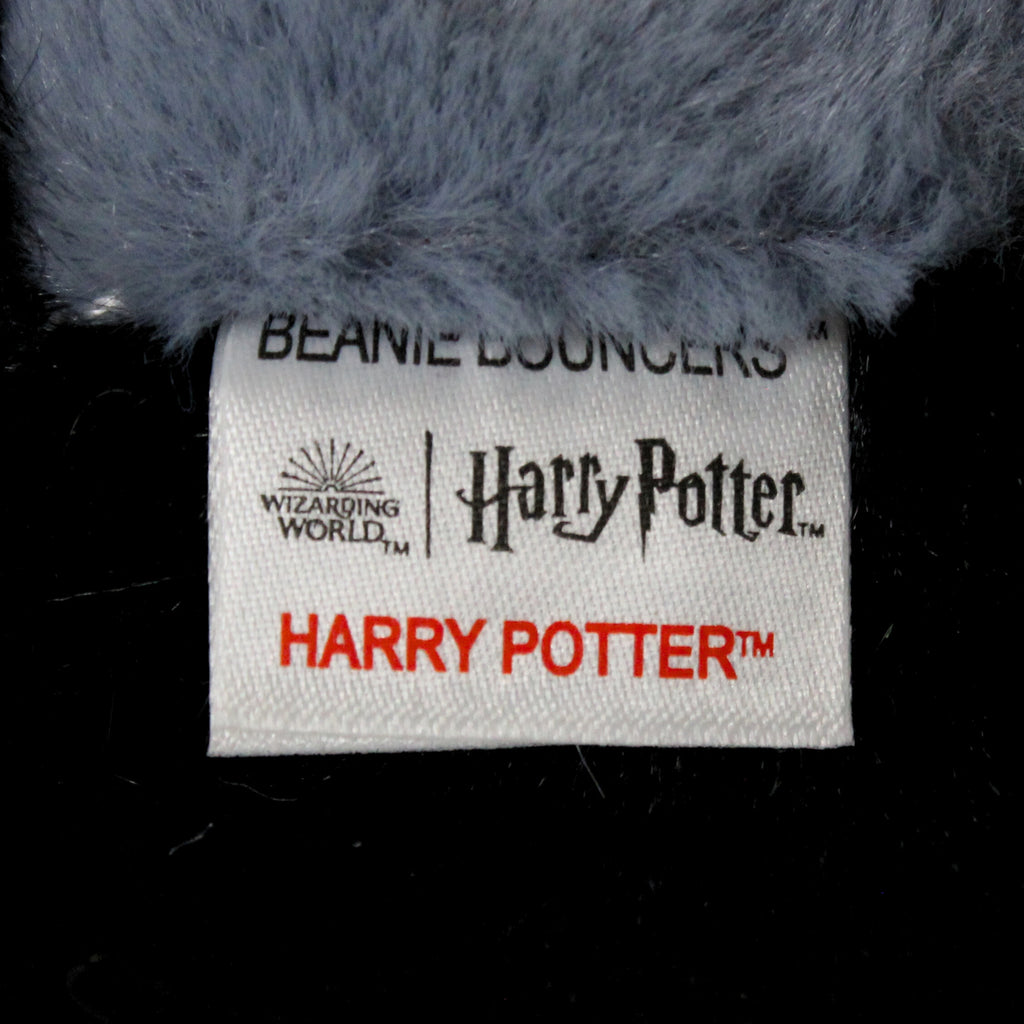 BEANIE BOUNCERS™
WIZARDING
WORLD™
Harry Potter™
HARRY POTTER™